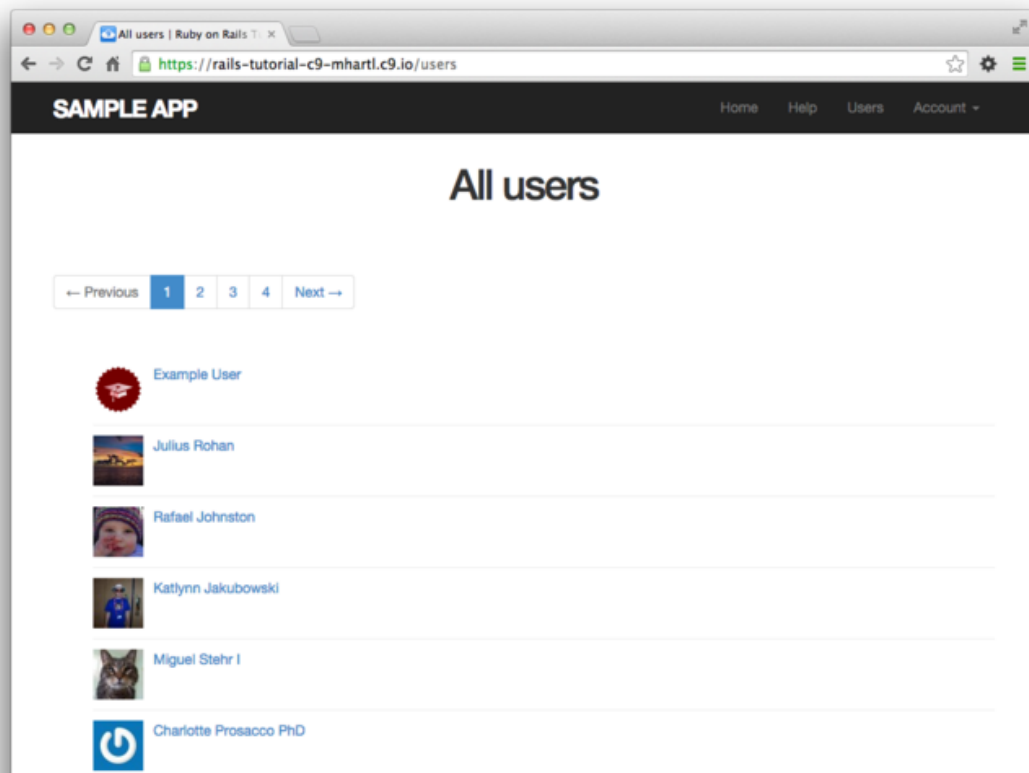 All users | Ruby on Rails T
https://rails-tutorial-c9-mhartl.c9.io/users
SAMPLE APP Home Help Users Account
All users
← Previous 1 2 3 4 Next →
Example User
Julius Rohan
Rafael Johnston
Katlynn Jakubowski
Miguel Stehr I
Charlotte Prosacco PhD